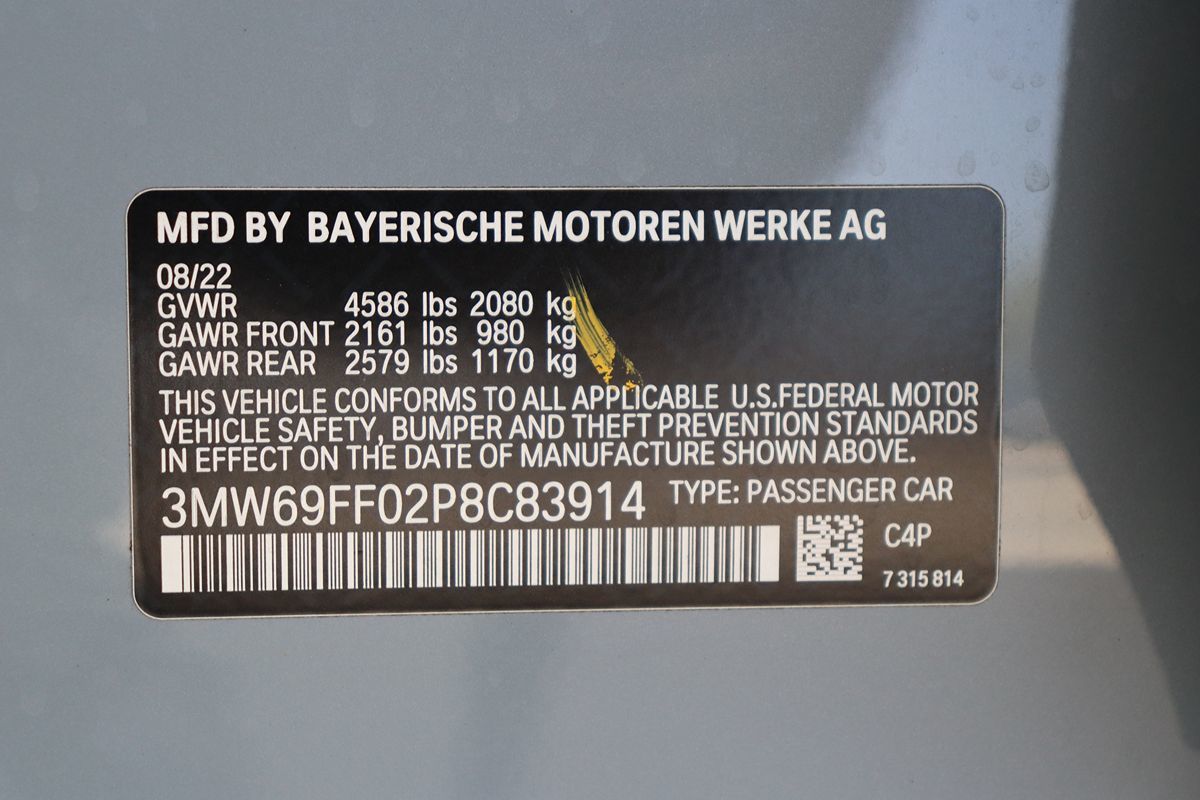 MFD BY BAYERISCHE MOTOREN WERKE AG
08/22
GVWR 4586 lbs 2080 kg
GAWR FRONT 2161 lbs 980 kg
GAWR REAR 2579 lbs 1170 kg
THIS VEHICLE CONFORMS TO ALL APPLICABLE U.S.FEDERAL MOTOR
VEHICLE SAFETY, BUMPER AND THEFT PREVENTION STANDARDS
IN EFFECT ON THE DATE OF MANUFACTURE SHOWN ABOVE.
3MW69FF02P8C83914 TYPE: PASSENGER CAR
C4P
7 315 814